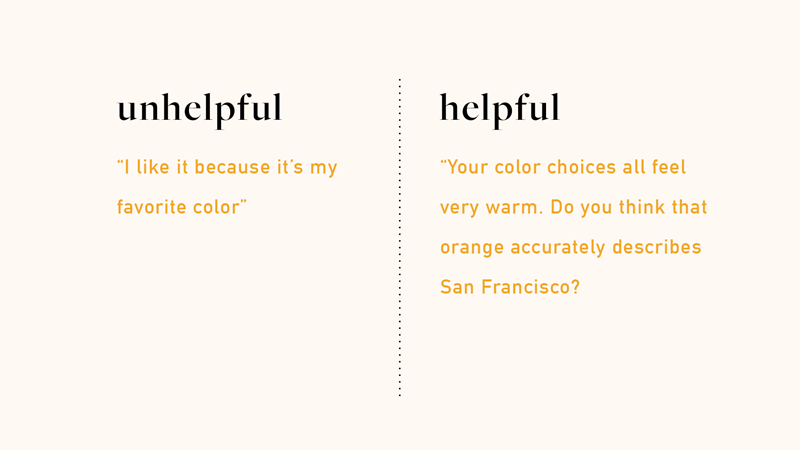 unhelpful
“I like it because it’s my
favorite color”
helpful
“Your color choices all feel
very warm. Do you think that
orange accurately describes
San Francisco?